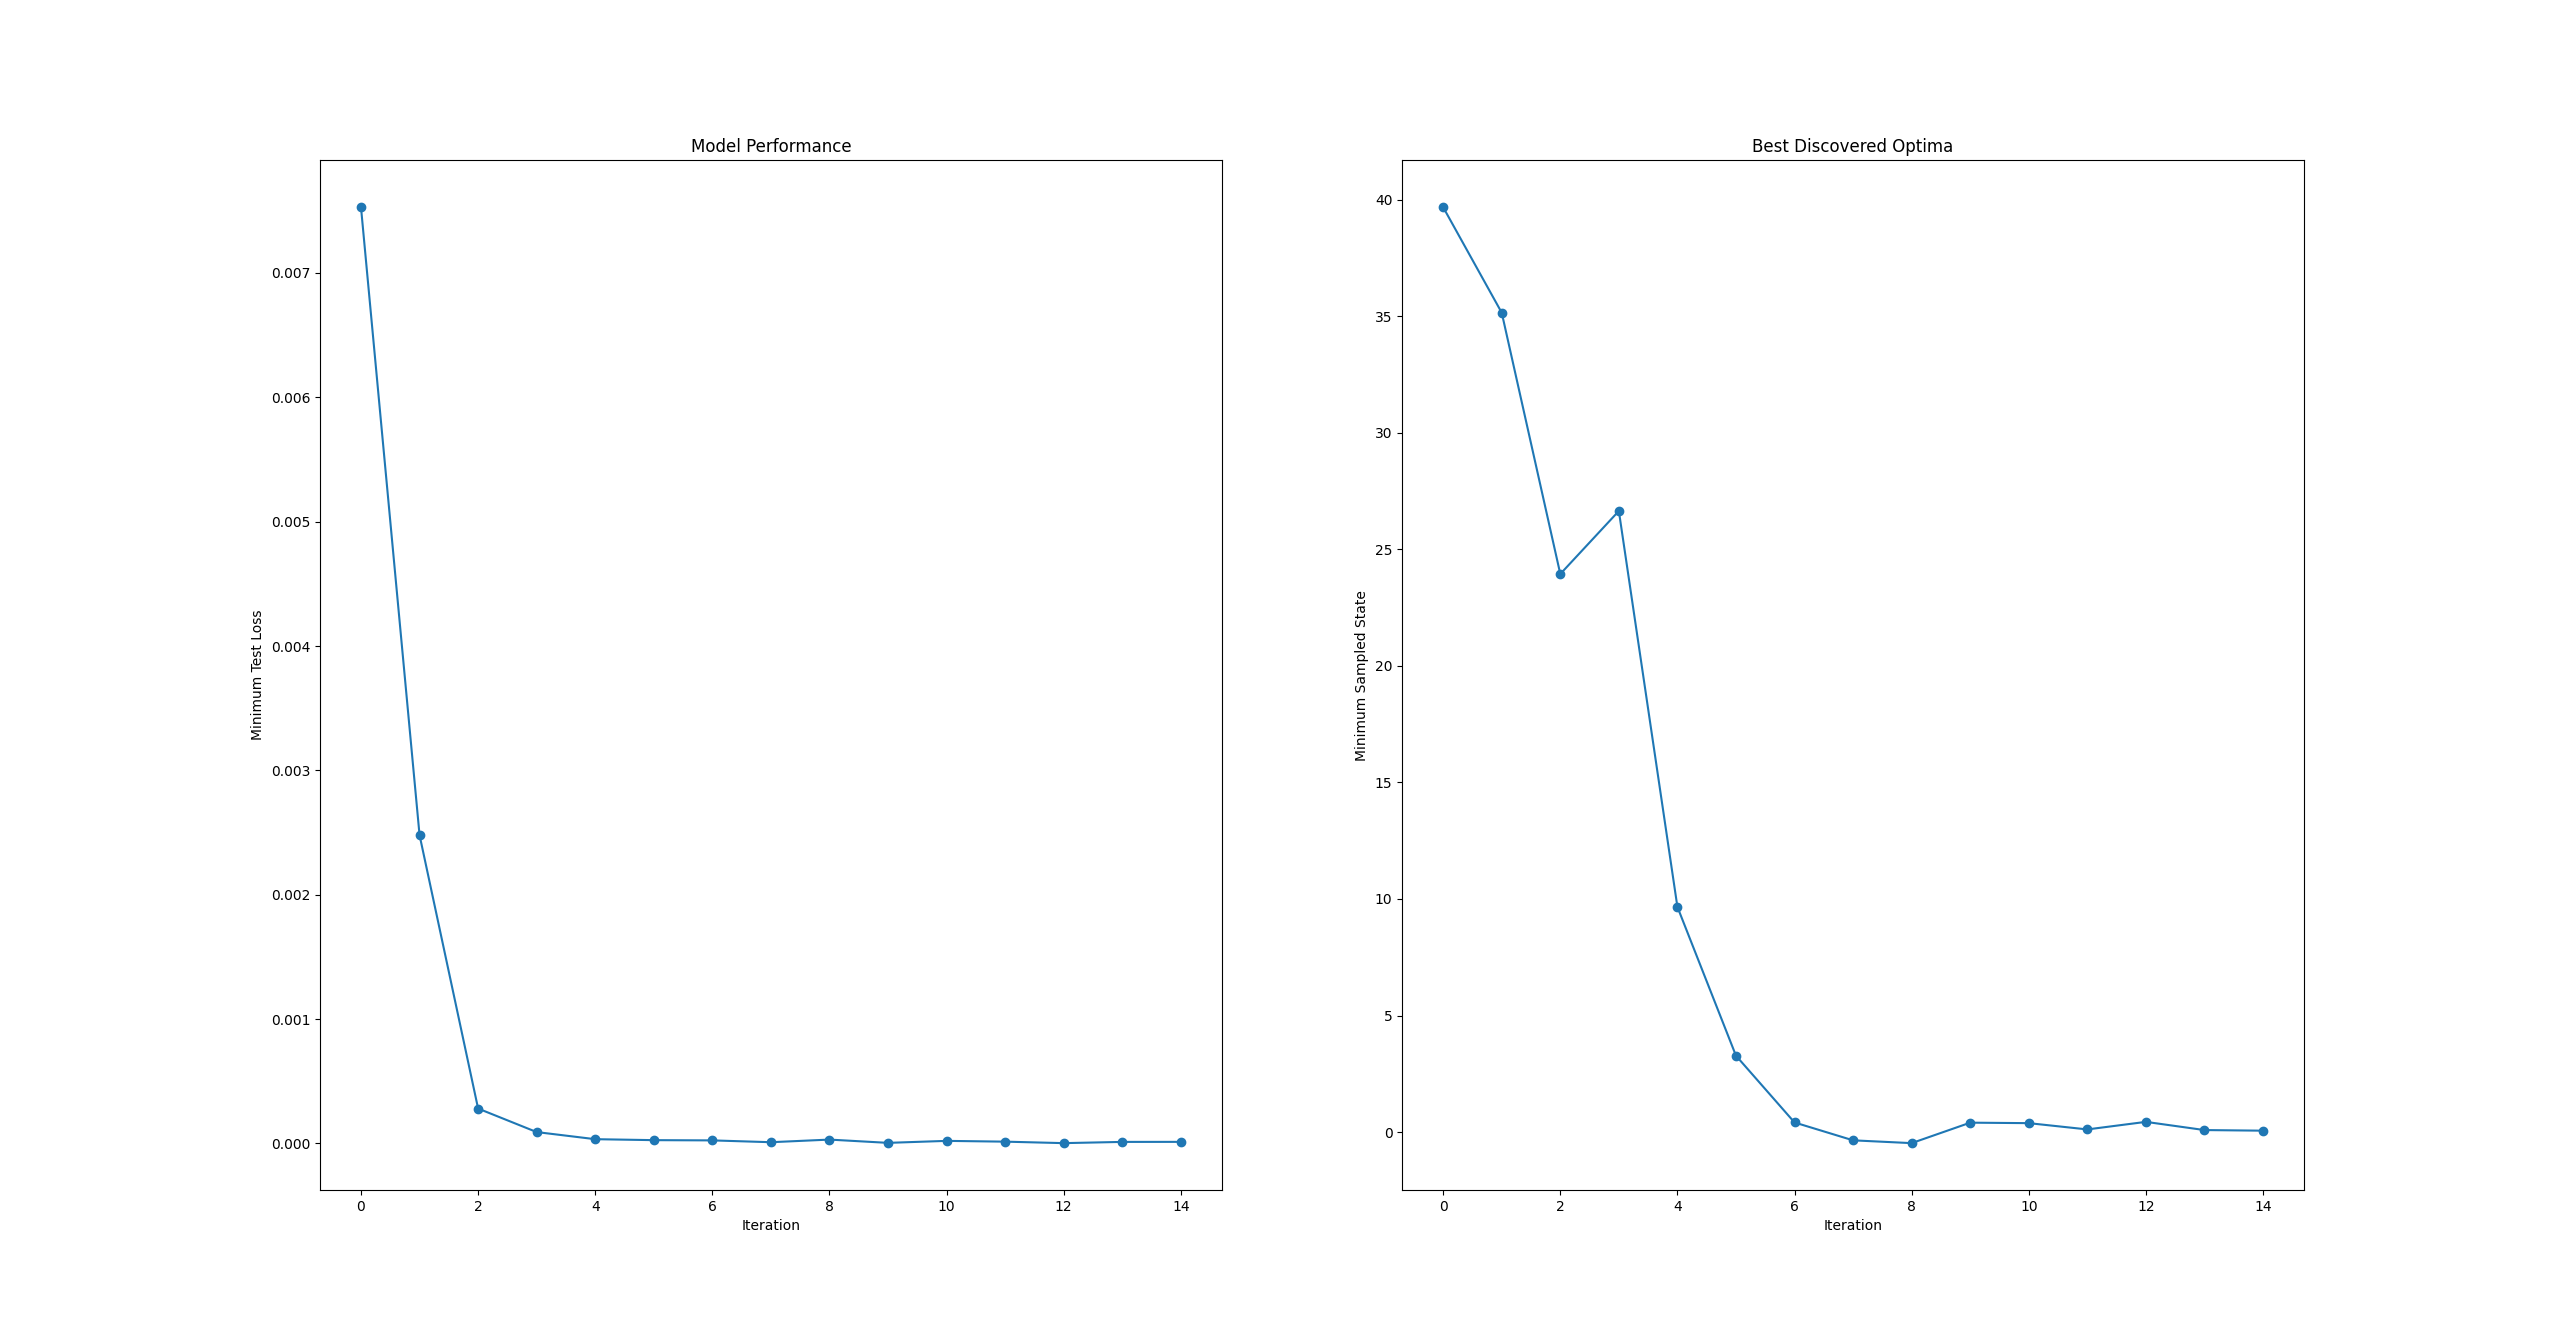 Model Performance
Minimum Test Loss
0.007
0.006
0.005
0.004
0.003
0.002
0.001
0.000
0 2 4 6 8 10 12 14
Iteration
Best Discovered Optima
Minimum Sampled State
40
35
30
25
20
15
10
5
0
0 2 4 6 8 10 12 14
Iteration